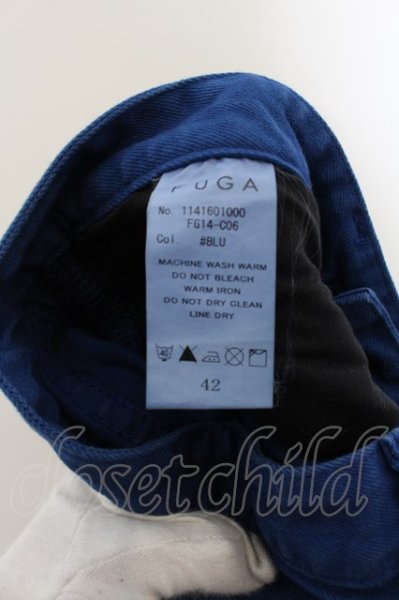 FUGA
No. 1141601000
FG14-C06
Col. #BLU
MACHINE WASH WARM
DO NOT BLEACH
WARM IRON
DO NOT DRY CLEAN
LINE DRY
40
42
closetchild